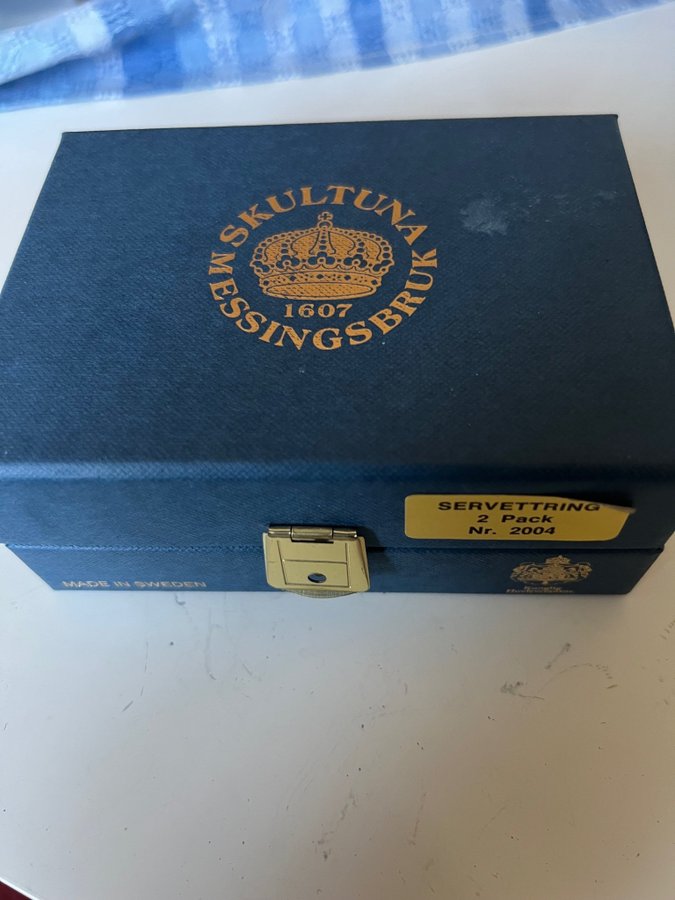 SKULTUNA
MESSINGSBRUK
1607
SERVETTRING
2 Pack
Nr. 2004
MADE IN SWEDEN